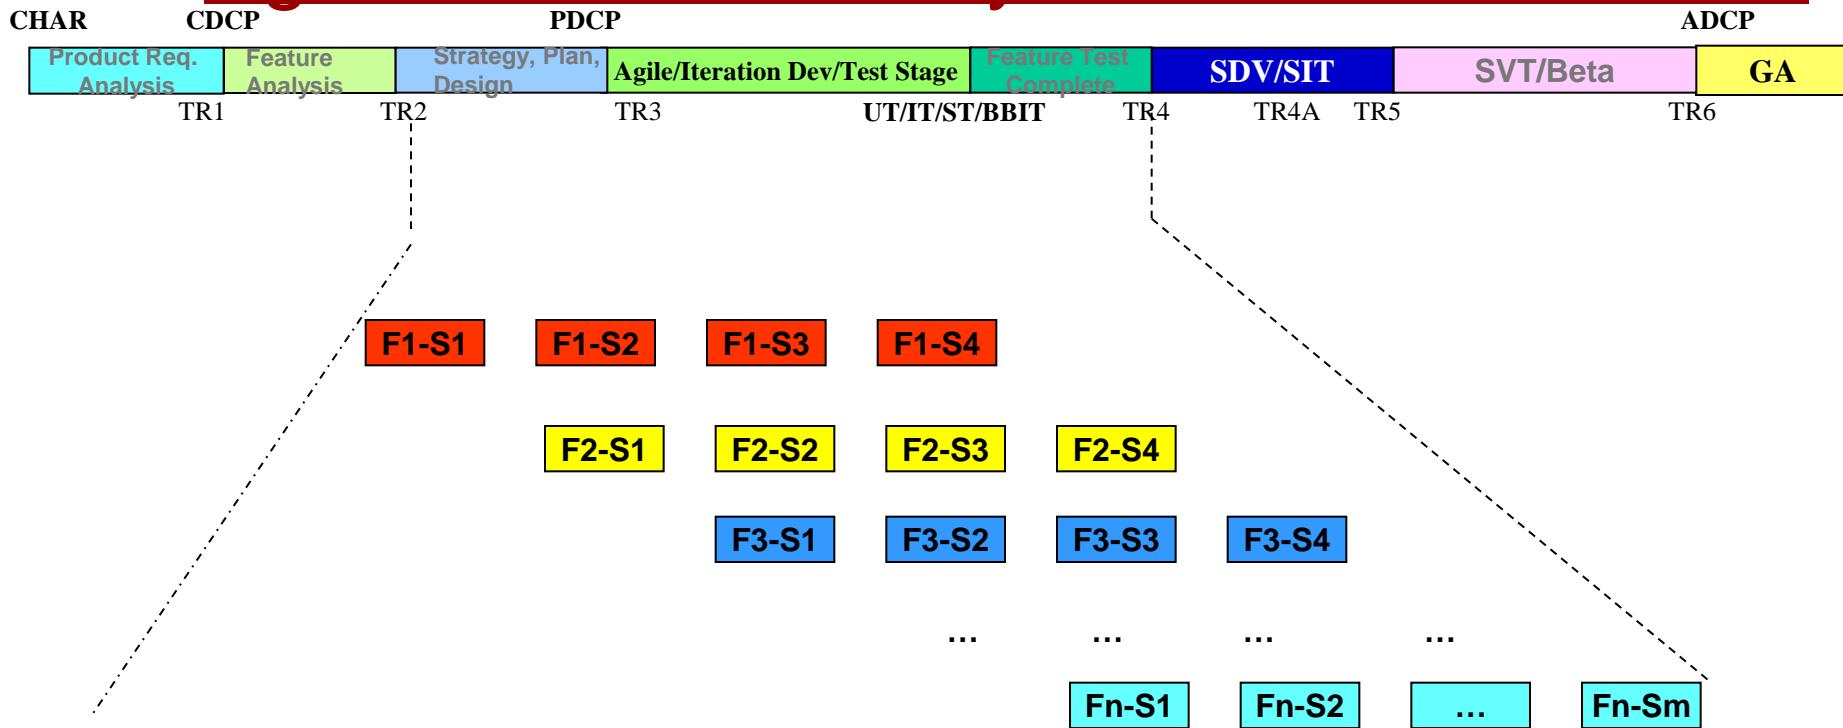 CHAR CDCP PDCP ADCP
Product Req.
Analysis
Feature
Analysis
Strategy, Plan,
Design
Agile/Iteration Dev/Test Stage
Feature Test
Complete
SDV/SIT
SVT/Beta
GA
TR1 TR2 TR3 UT/IT/ST/BBIT TR4 TR4A TR5 TR6
F1-S1 F1-S2 F1-S3 F1-S4
F2-S1 F2-S2 F2-S3 F2-S4
F3-S1 F3-S2 F3-S3 F3-S4
... ... ... ...
Fn-S1 Fn-S2 ... Fn-Sm